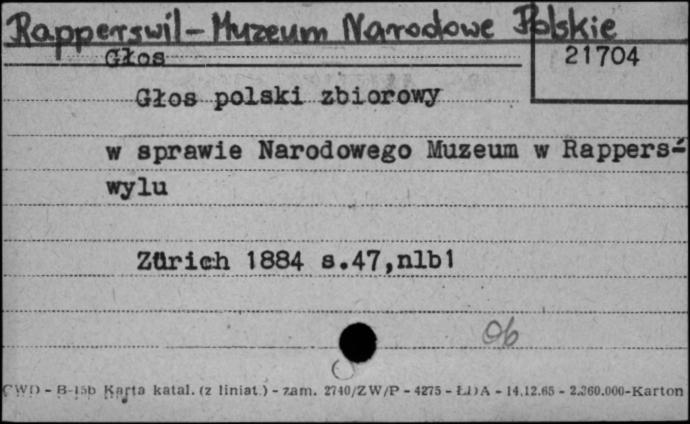 Rapperswil - Muzeum Narodowe Polskie
Głos
21704
Głos polski zbiorowy
w sprawie Narodowego Muzeum w Rappers-
wylu
Zürich 1884 s.47,nlb1
CWD - B-15b Karta katal. (z liniat.) - zam. 2740/ZW/P - 4275 - ŁDA - 14.12.65 - 2.360.000-Karton